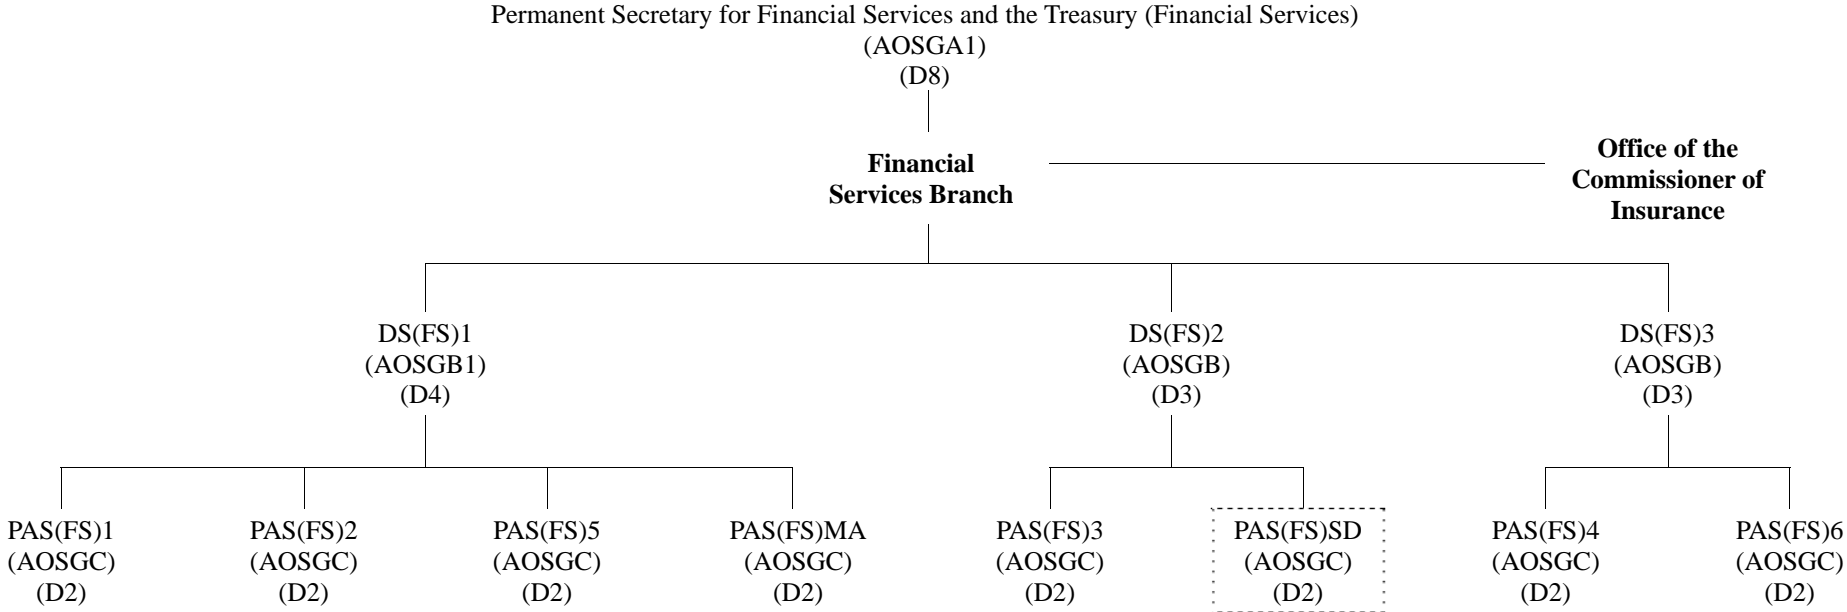 Permanent Secretary for Financial Services and the Treasury (Financial Services)
(AOSGA1)
(D8)
Financial
Services Branch
Office of the
Commissioner of
Insurance
DS(FS)1
(AOSGB1)
(D4)
DS(FS)2
(AOSGB)
(D3)
DS(FS)3
(AOSGB)
(D3)
PAS(FS)1
(AOSGC)
(D2)
PAS(FS)2
(AOSGC)
(D2)
PAS(FS)5
(AOSGC)
(D2)
PAS(FS)MA
(AOSGC)
(D2)
PAS(FS)3
(AOSGC)
(D2)
PAS(FS)SD
(AOSGC)
(D2)
PAS(FS)4
(AOSGC)
(D2)
PAS(FS)6
(AOSGC)
(D2)